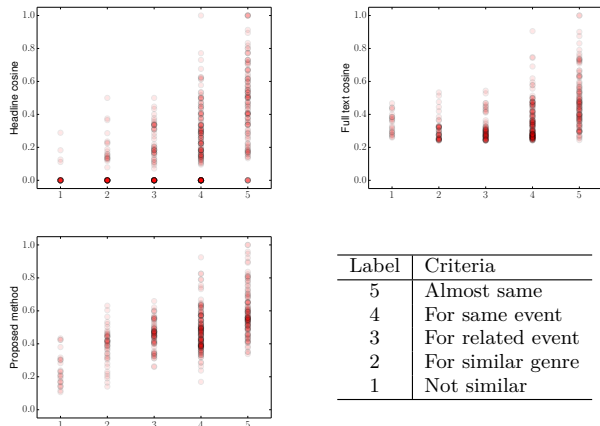 Headline cosine
1.0
0.8
0.6
0.4
0.2
0.0
1 2 3 4 5
Full text cosine
1.0
0.8
0.6
0.4
0.2
0.0
1 2 3 4 5
Proposed method
1.0
0.8
0.6
0.4
0.2
0.0
1 2 3 4 5
Label Criteria
5 Almost same
4 For same event
3 For related event
2 For similar genre
1 Not similar